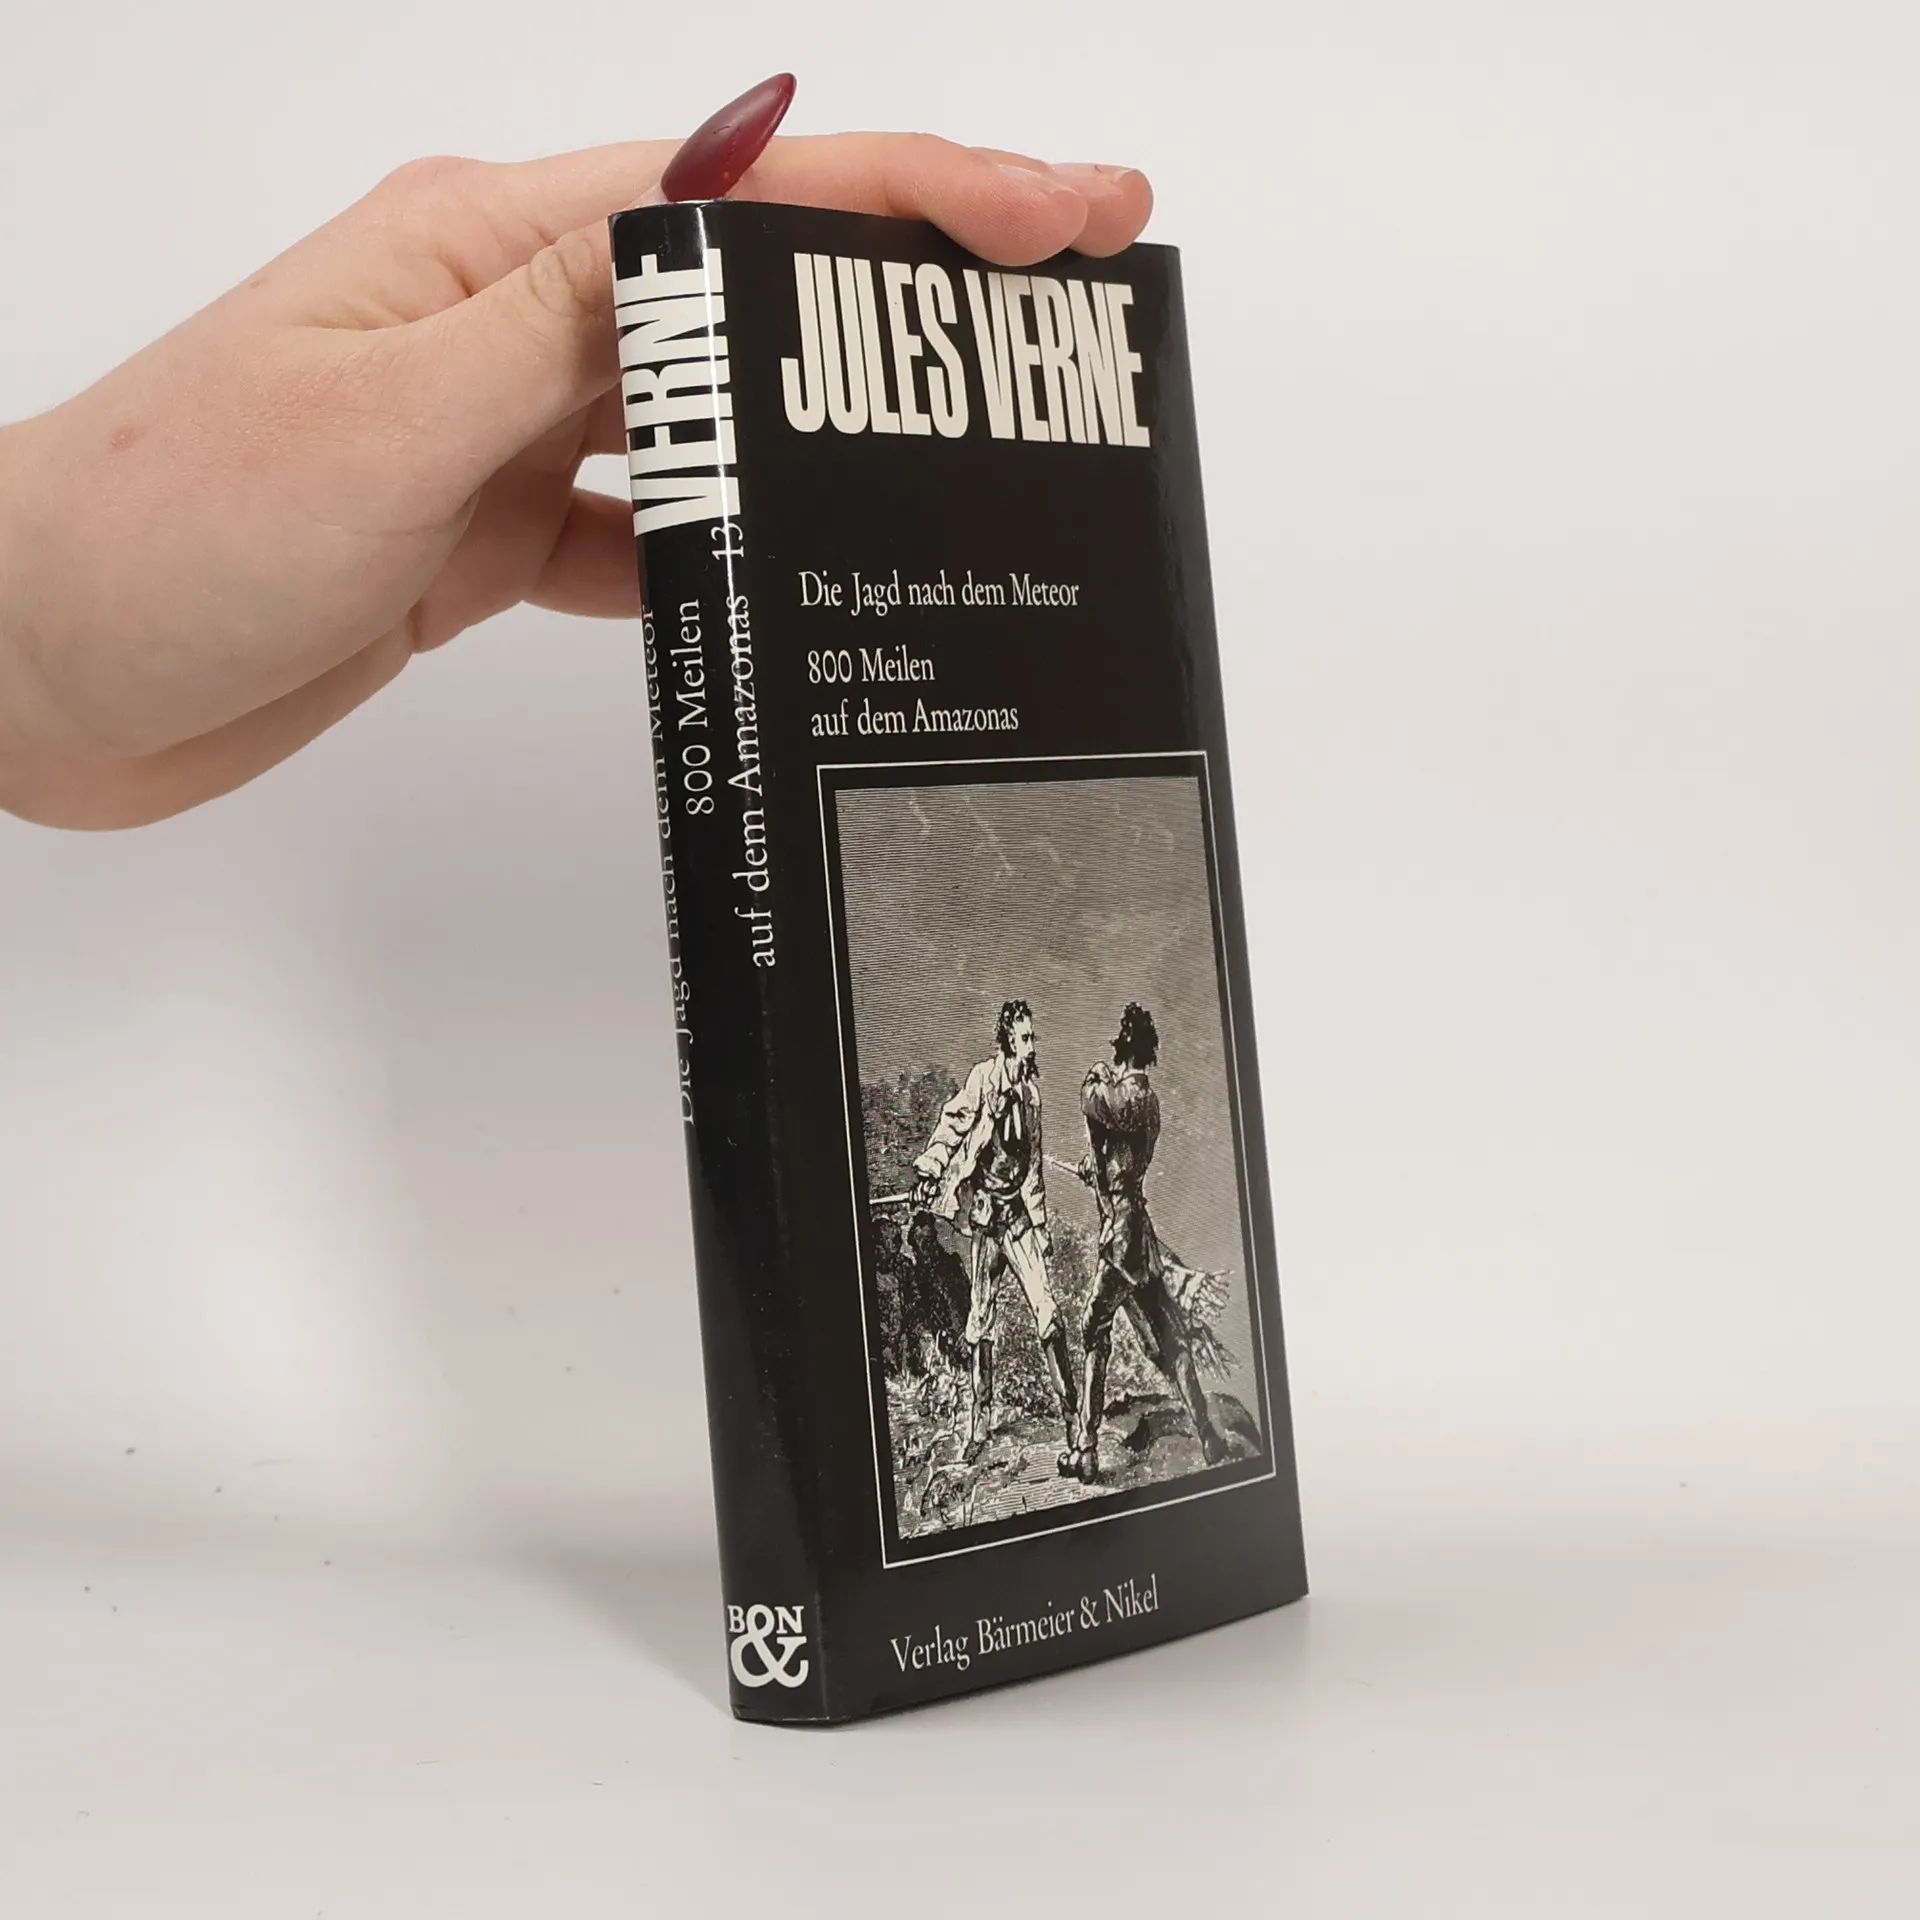 VERNE
13
Die Jagd nach dem Meteor
800 Meilen
auf dem Amazonas
B&N
JULES VERNE
Die Jagd nach dem Meteor
800 Meilen
auf dem Amazonas
Verlag Bärmeier & Nikel